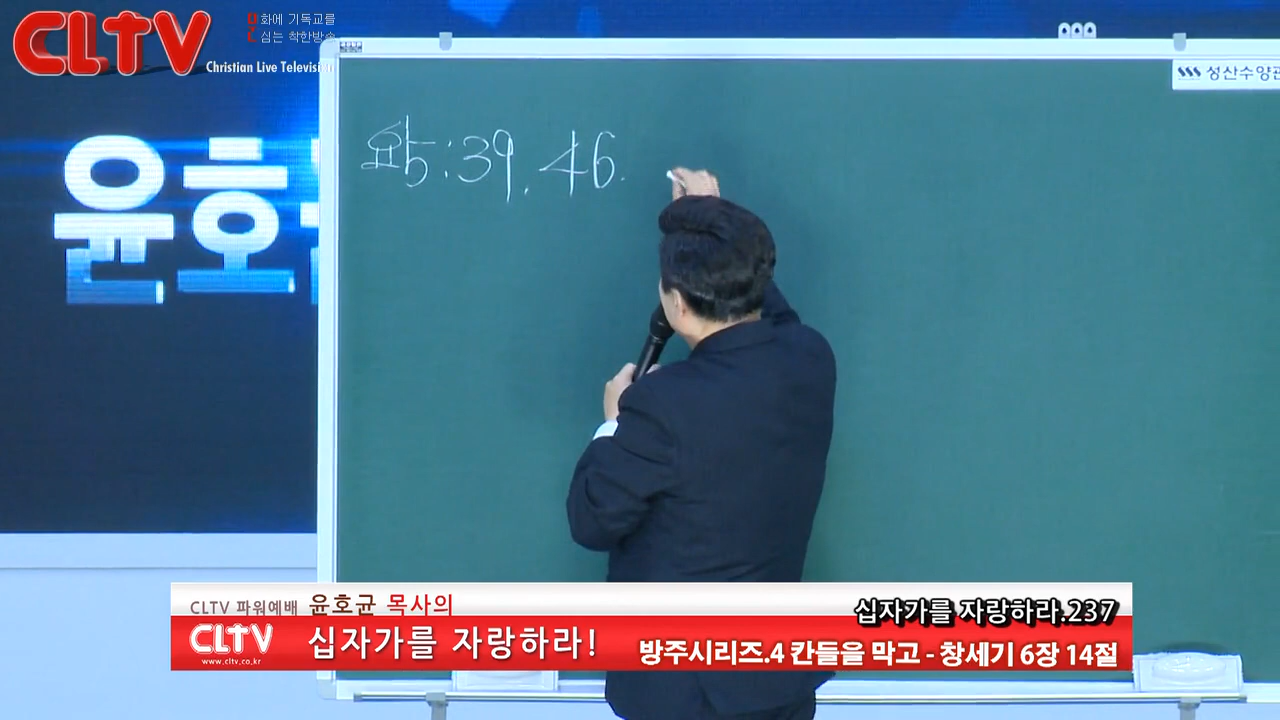 CLTV
문화에 기독교를
심는 착한방송
Christian Live Television
성산수양관
요5:39, 46.
윤호
CLTV 파워예배 윤호균 목사의
십자가를 자랑하라.237
CLTV
www.cltv.co.kr
십자가를 자랑하라!
방주시리즈.4 칸들을 막고 - 창세기 6장 14절